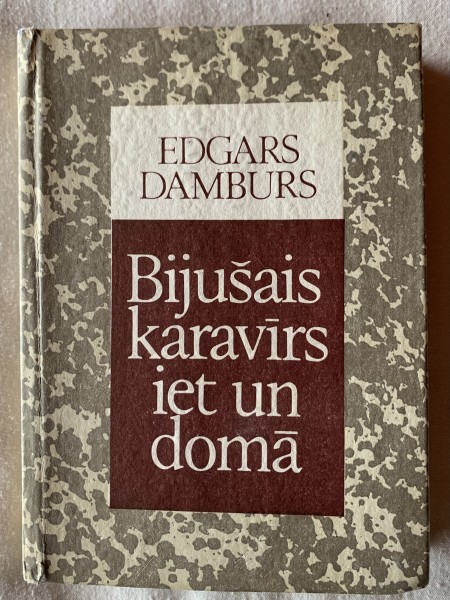 EDGARS
DAMBURS
Bijušais
karavīrs
iet un
domā